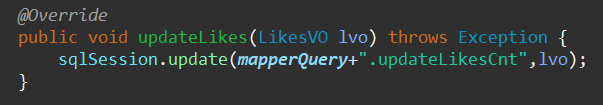 @Override
public void updateLikes(LikesVO lvo) throws Exception {
    sqlSession.update(mapperQuery+".updateLikesCnt",lvo);
}